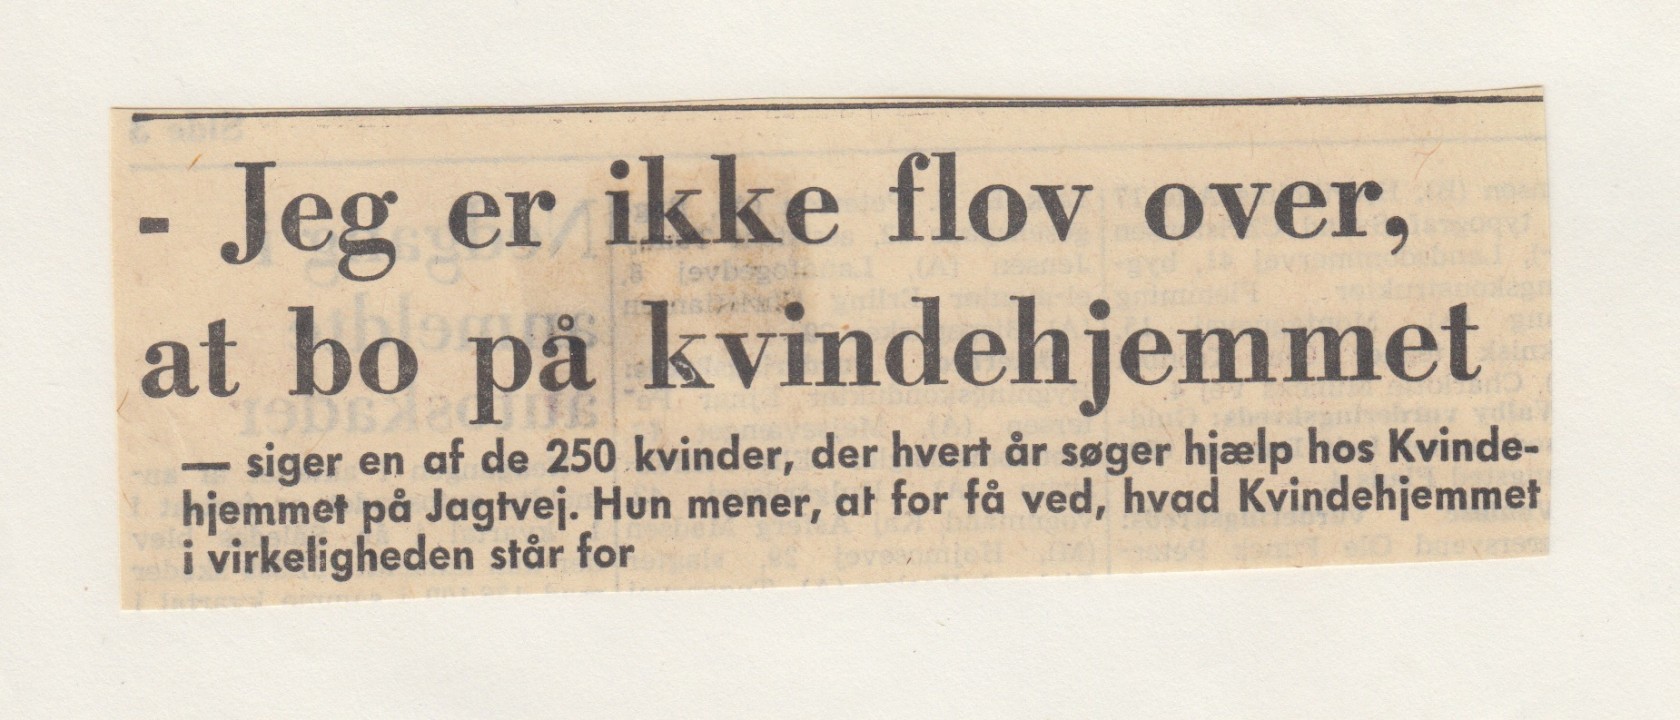 - Jeg er ikke flov over,
at bo på kvindehjemmet
— siger en af de 250 kvinder, der hvert år søger hjælp hos Kvinde-
hjemmet på Jagtvej. Hun mener, at for få ved, hvad Kvindehjemmet
i virkeligheden står for